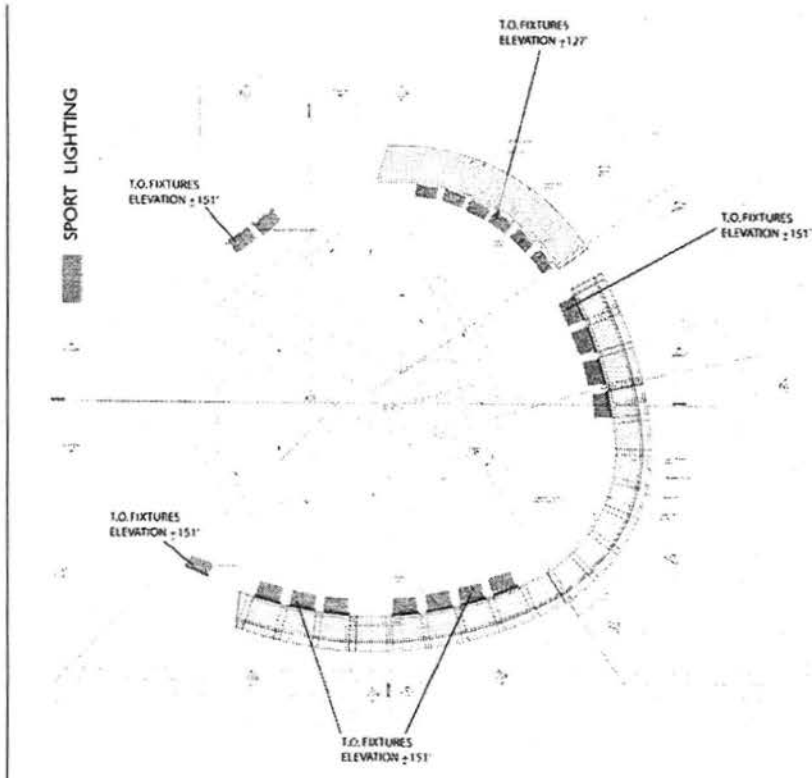 T.O. FIXTURES
ELEVATION ±127'
SPORT LIGHTING
T.O. FIXTURES
ELEVATION ±151'
T.O. FIXTURES
ELEVATION ±151'
T.O. FIXTURES
ELEVATION ±151'
T.O. FIXTURES
ELEVATION ±151'